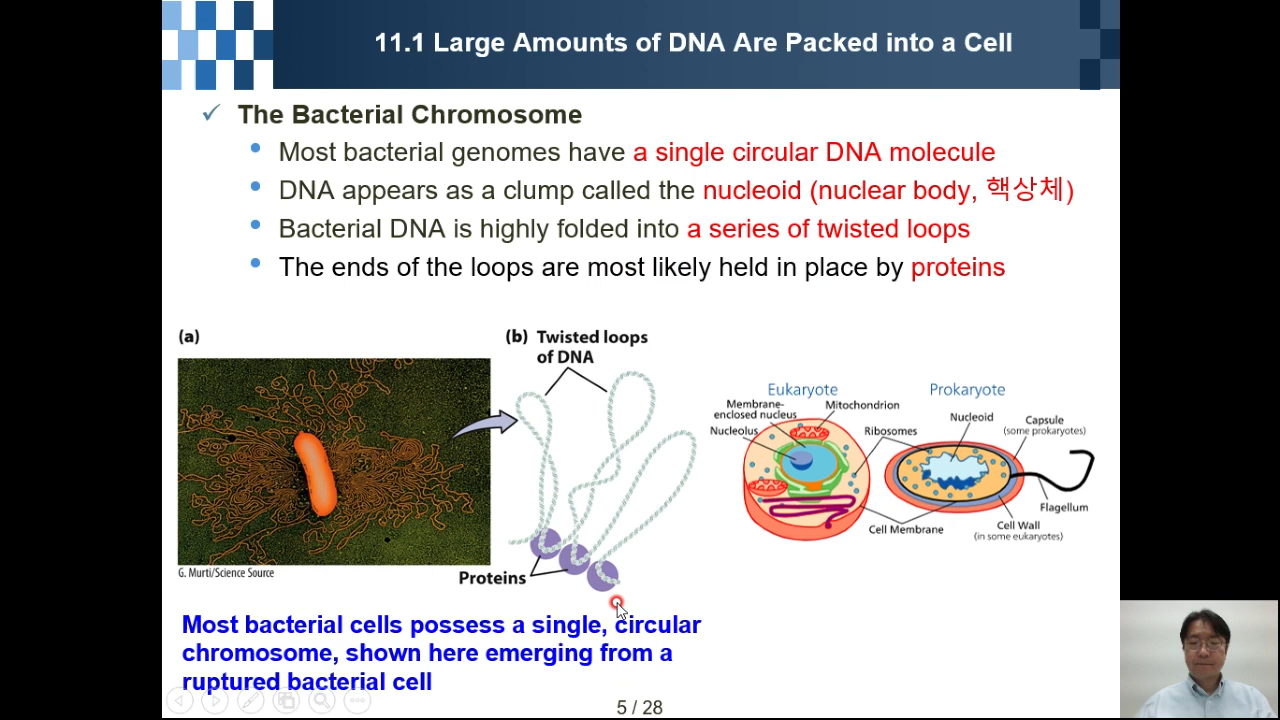 11.1 Large Amounts of DNA Are Packed into a Cell
The Bacterial Chromosome
Most bacterial genomes have a single circular DNA molecule
DNA appears as a clump called the nucleoid (nuclear body, 핵상체)
Bacterial DNA is highly folded into a series of twisted loops
The ends of the loops are most likely held in place by proteins
(a)
G. Murti/Science Source
(b) Twisted loops
of DNA
Proteins
Eukaryote
Membrane-
enclosed nucleus
Nucleolus
Mitochondrion
Ribosomes
Cell Membrane
Prokaryote
Nucleoid
Capsule
(some prokaryotes)
Flagellum
Cell Wall
(in some eukaryotes)
Most bacterial cells possess a single, circular
chromosome, shown here emerging from a
ruptured bacterial cell
5 / 28